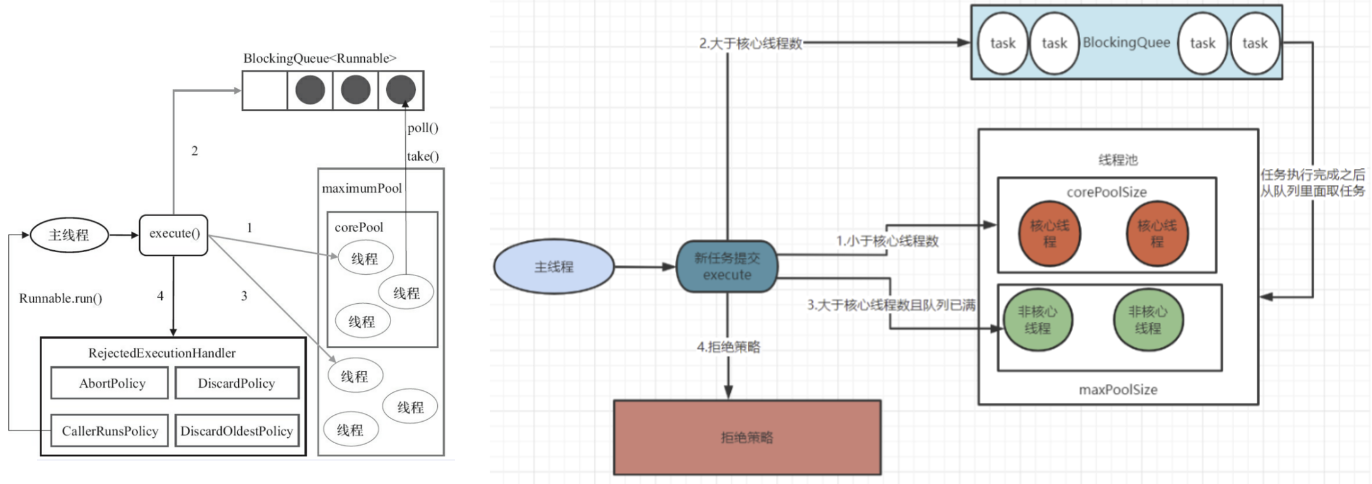 BlockingQueue<Runnable>
poll()
take()
2
maximumPool
corePool
主线程
execute()
1
线程
线程
线程
Runnable.run()
4
3
RejectedExecutionHandler
AbortPolicy
DiscardPolicy
CallerRunsPolicy
DiscardOldestPolicy
线程
线程
线程
2.大于核心线程数
task
task
BlockingQuee
task
task
线程池
corePoolSize
核心线
程
核心线
程
任务执行完成之后
从队列里面取任务
1.小于核心线程数
主线程
新任务提交
execute
3.大于核心线程数且队列已满
非核心
线程
非核心
线程
maxPoolSize
4.拒绝策略
拒绝策略